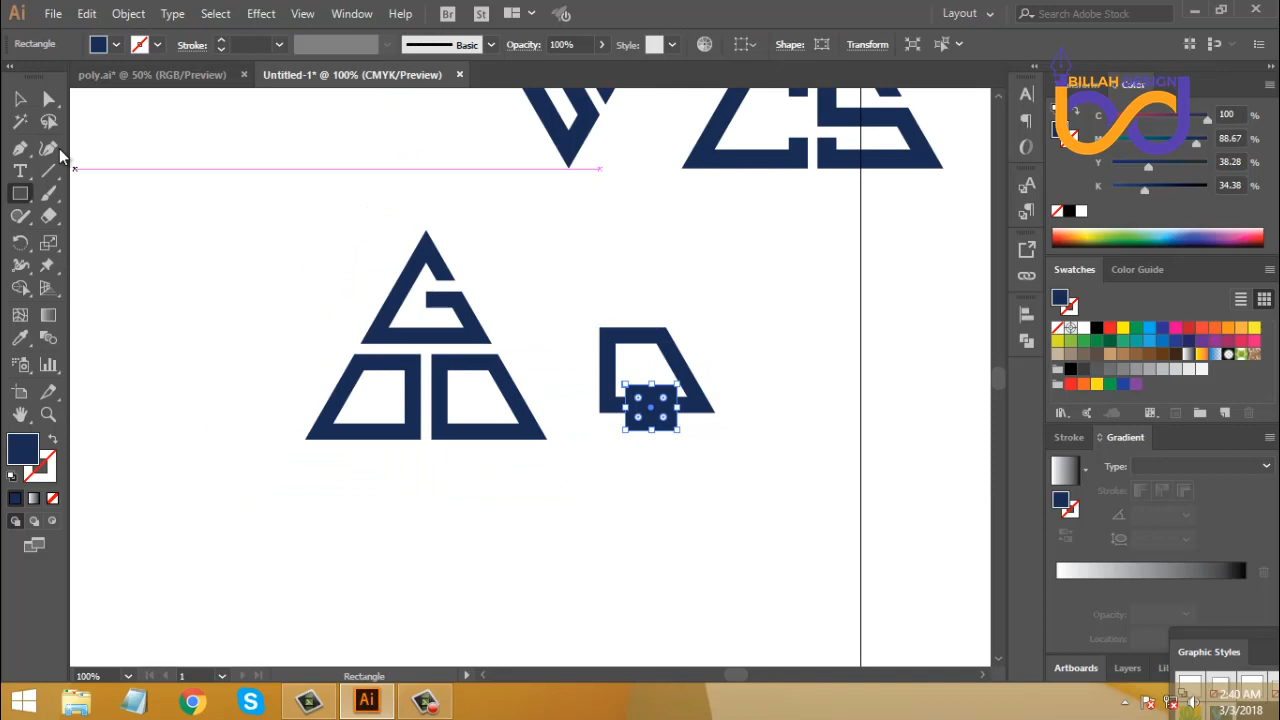 Ai File Edit Object Type Select Effect View Window Help Br St Layout Search Adobe Stock
Rectangle Stroke: Basic Opacity: 100% Style: Shape: Transform
poly.ai* @ 50% (RGB/Preview) × Untitled-1* @ 100% (CMYK/Preview) ×
BILLAH DESIGN
Color
C 100 %
M 88.67 %
Y 38.28 %
K 34.38 %
Swatches Color Guide
Stroke Gradient
Type:
Stroke:
Opacity:
Location:
Artboards Layers
Graphic Styles
100% 1 Rectangle
Ai
2:40 AM
3/3/2018